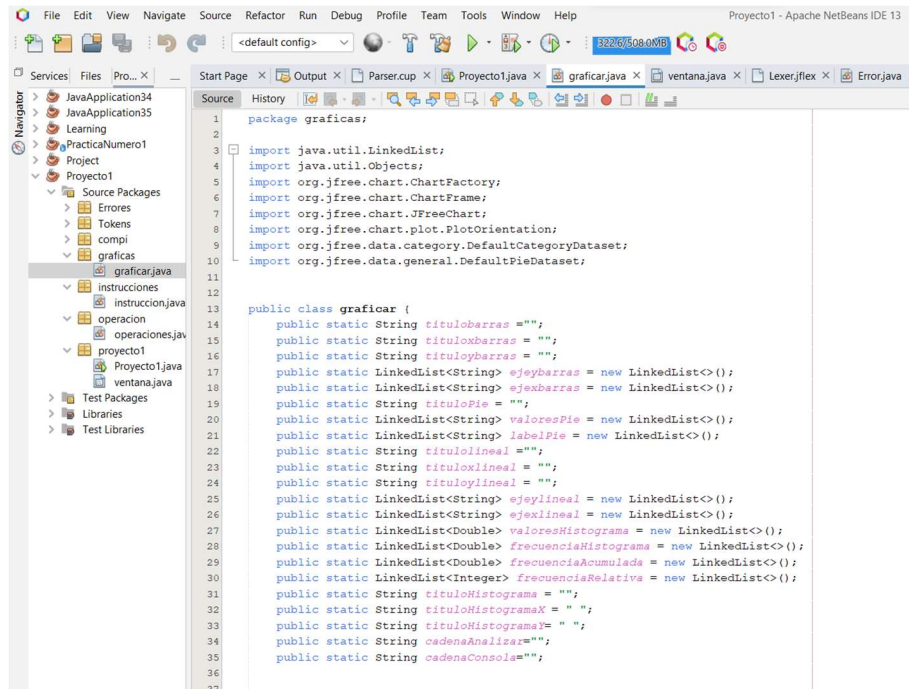 File Edit View Navigate Source Refactor Run Debug Profile Team Tools Window Help Proyecto1 - Apache NetBeans IDE 13
<default config> 322.6/508.0MB
Services Files Pro... × Start Page × Output × Parser.cup × Proyecto1.java × graficar.java × ventana.java × Lexer.jflex × Error.java
Navigator
Source History
JavaApplication34
JavaApplication35
Learning
PracticaNumero1
Project
Proyecto1
Source Packages
Errores
Tokens
compi
graficas
graficar.java
instrucciones
instruccion.java
operacion
operaciones.jav
proyecto1
Proyecto1.java
ventana.java
Test Packages
Libraries
Test Libraries
1 package graficas;
2
3 import java.util.LinkedList;
4 import java.util.Objects;
5 import org.jfree.chart.ChartFactory;
6 import org.jfree.chart.ChartFrame;
7 import org.jfree.chart.JFreeChart;
8 import org.jfree.chart.plot.PlotOrientation;
9 import org.jfree.data.category.DefaultCategoryDataset;
10 import org.jfree.data.general.DefaultPieDataset;
11
12
13 public class graficar {
14 public static String titulobarras ="";
15 public static String tituloxbarras = "";
16 public static String tituloybarras = "";
17 public static LinkedList<String> ejeybarras = new LinkedList<>();
18 public static LinkedList<String> ejexbarras = new LinkedList<>();
19 public static String tituloPie = "";
20 public static LinkedList<String> valoresPie = new LinkedList<>();
21 public static LinkedList<String> labelPie = new LinkedList<>();
22 public static String titulolineal ="";
23 public static String tituloxlineal = "";
24 public static String tituloylineal = "";
25 public static LinkedList<String> ejeylineal = new LinkedList<>();
26 public static LinkedList<String> ejexlineal = new LinkedList<>();
27 public static LinkedList<Double> valoresHistograma = new LinkedList<>();
28 public static LinkedList<Double> frecuenciaHistograma = new LinkedList<>();
29 public static LinkedList<Double> frecuenciaAcumulada = new LinkedList<>();
30 public static LinkedList<Integer> frecuenciaRelativa = new LinkedList<>();
31 public static String tituloHistograma = "";
32 public static String tituloHistogramaX = " ";
33 public static String tituloHistogramaY= " ";
34 public static String cadenaAnalizar="";
35 public static String cadenaConsola="";
36
37